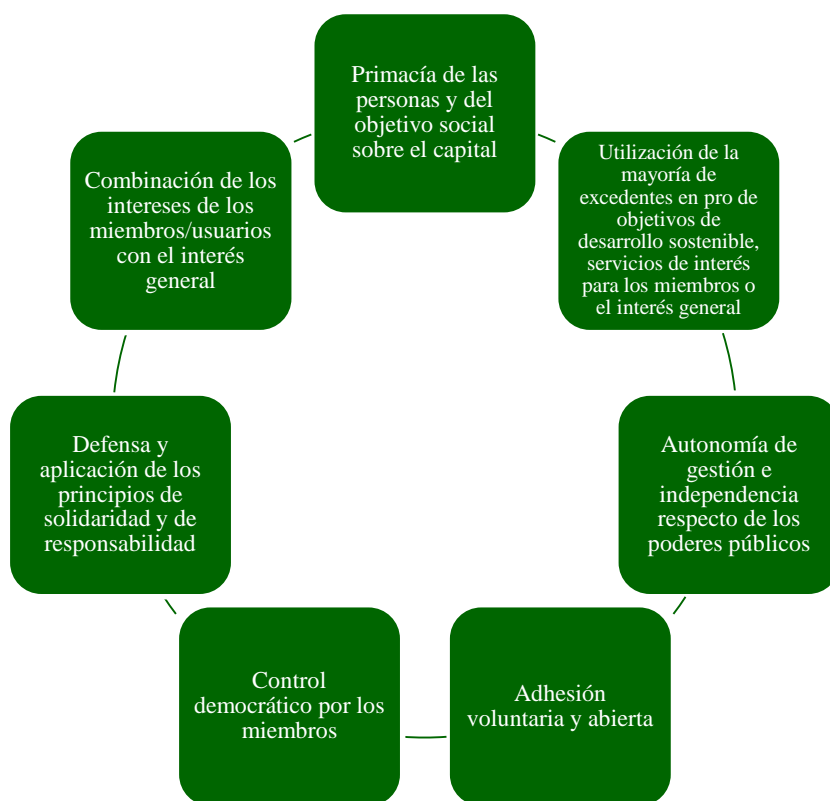 Primacía de las
personas y del
objetivo social
sobre el capital
Utilización de la
mayoría de
excedentes en pro de
objetivos de
desarrollo sostenible,
servicios de interés
para los miembros o
el interés general
Autonomía de
gestión e
independencia
respecto de los
poderes públicos
Adhesión
voluntaria y abierta
Control
democrático por los
miembros
Defensa y
aplicación de los
principios de
solidaridad y de
responsabilidad
Combinación de los
intereses de los
miembros/usuarios
con el interés
general